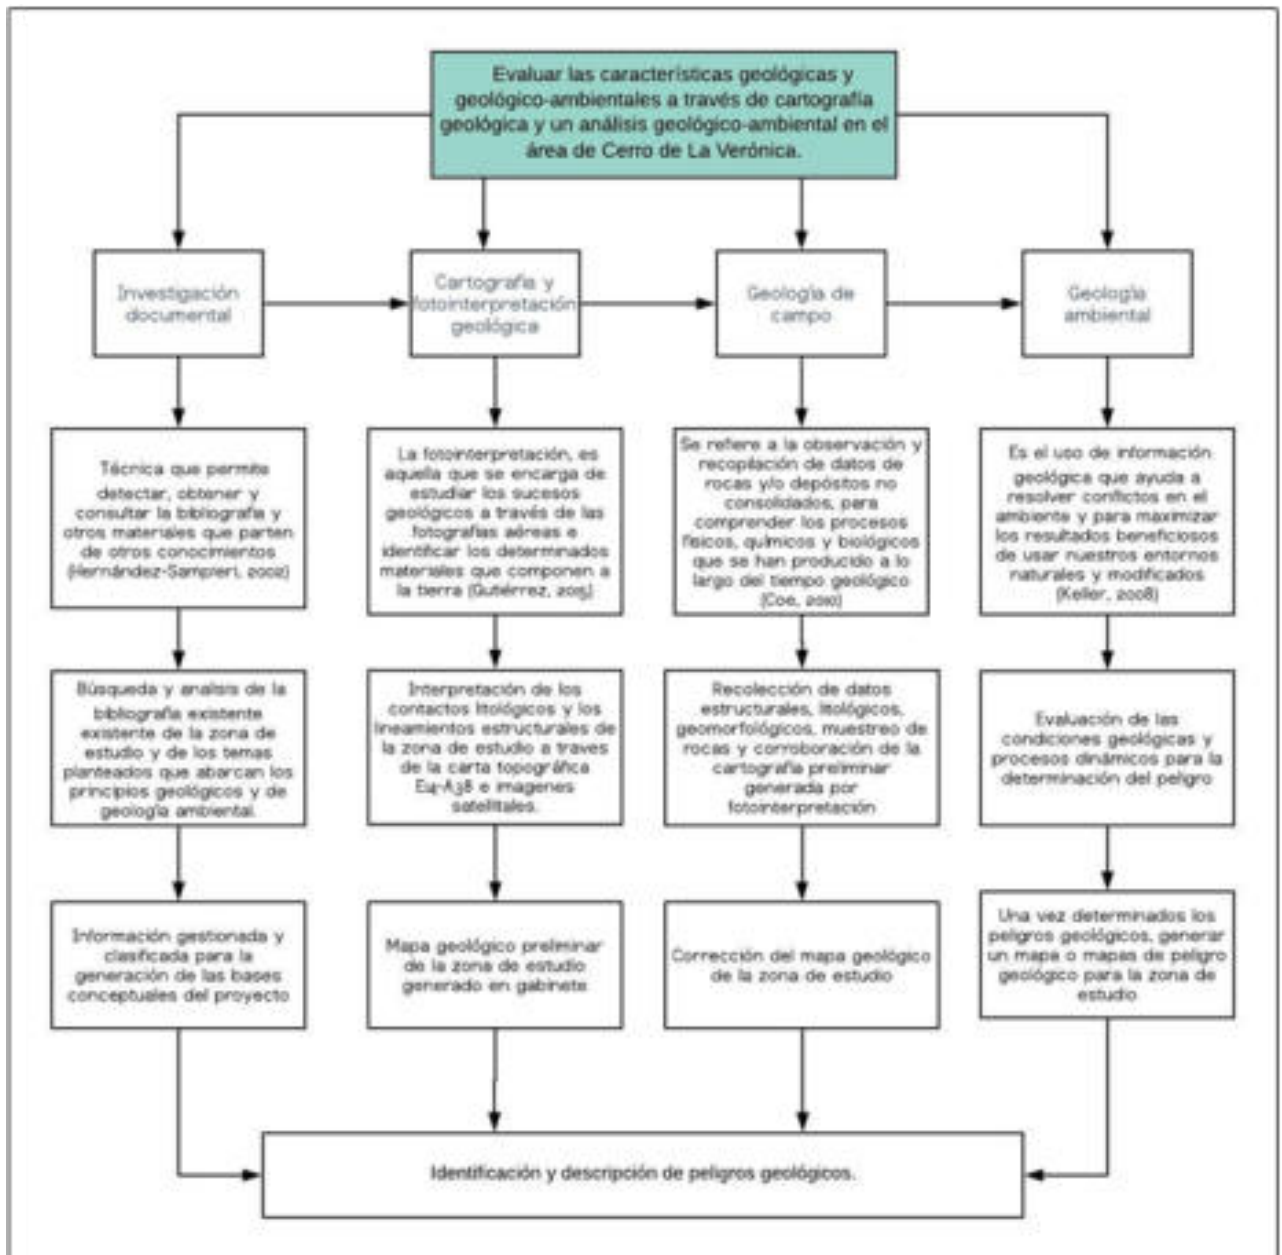 Evaluar las características geológicas y
geológico-ambientales a través de cartografía
geológica y un análisis geológico-ambiental en el
área de Cerro de La Verónica.
Investigación
documental
Cartografía y
fotointerpretación
geológica
Geología de
campo
Geología
ambiental
Técnica que permite
detectar, obtener y
consultar la bibliografía y
otros materiales que parten
de otros conocimientos
(Hernández-Sampieri, 2002)
La fotointerpretación, es
aquella que se encarga de
estudiar los sucesos
geológicos a través de las
fotografías aéreas e
identificar los determinados
materiales que componen a
la tierra (Gutiérrez, 2015)
Se refiere a la observación y
recopilación de datos de
rocas y/o depósitos no
consolidados, para
comprender los procesos
físicos, químicos y biológicos
que se han producido a lo
largo del tiempo geológico
(Coe, 2010)
Es el uso de información
geológica que ayuda a
resolver conflictos en el
ambiente y para maximizar
los resultados beneficiosos
de usar nuestros entornos
naturales y modificados
(Keller, 2008)
Búsqueda y analisis de la
bibliografía existente
existente de la zona de
estudio y de los temas
planteados que abarcan los
principios geológicos y de
geología ambiental.
Interpretación de los
contactos litológicos y los
lineamientos estructurales de
la zona de estudio a traves
de la carta topográfica
E14-A38 e imagenes
satelitales.
Recolección de datos
estructurales, litológicos,
geomorfológicos, muestreo de
rocas y corroboración de la
cartografía preliminar
generada por
fotointerpretación
Evaluación de las
condiciones geológicas y
procesos dinámicos para la
determinación del peligro
Información gestionada y
clasificada para la
generación de las bases
conceptuales del proyecto
Mapa geológico preliminar
de la zona de estudio
generado en gabinete
Corrección del mapa geológico
de la zona de estudio
Una vez determinados los
peligros geológicos, generar
un mapa o mapas de peligro
geológico para la zona de
estudio
Identificación y descripción de peligros geológicos.